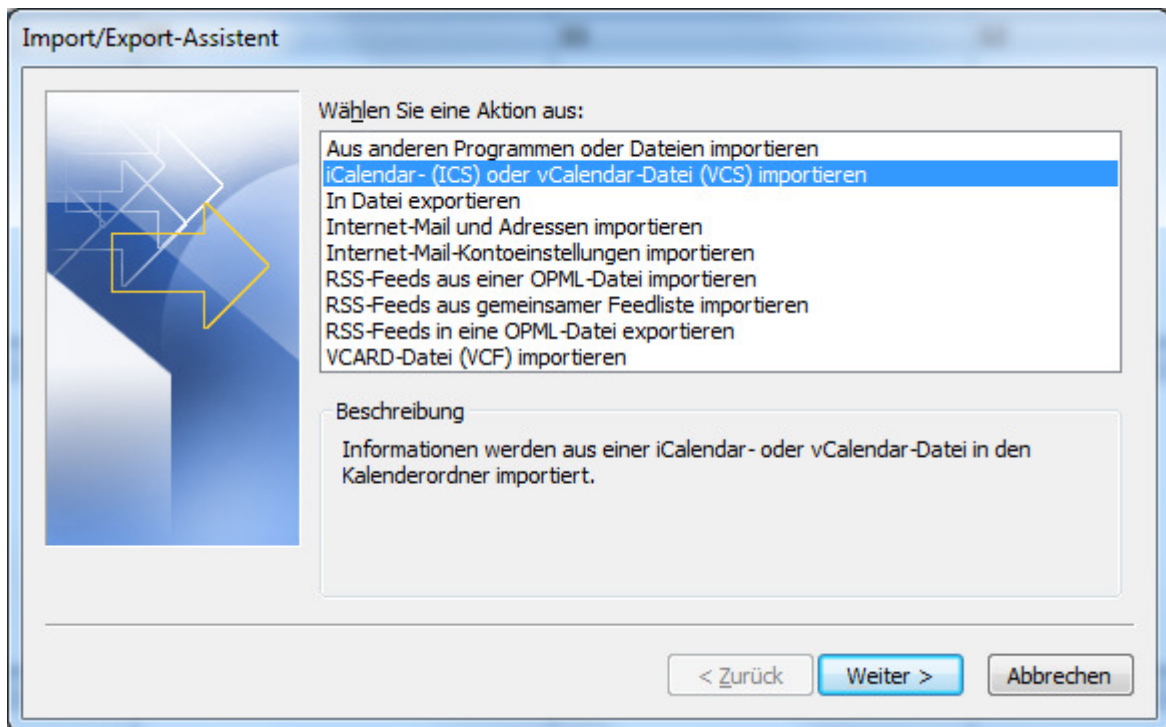 Import/Export-Assistent
Wählen Sie eine Aktion aus:
Aus anderen Programmen oder Dateien importieren
iCalendar- (ICS) oder vCalendar-Datei (VCS) importieren
In Datei exportieren
Internet-Mail und Adressen importieren
Internet-Mail-Kontoeinstellungen importieren
RSS-Feeds aus einer OPML-Datei importieren
RSS-Feeds aus gemeinsamer Feedliste importieren
RSS-Feeds in eine OPML-Datei exportieren
VCARD-Datei (VCF) importieren
Beschreibung
Informationen werden aus einer iCalendar- oder vCalendar-Datei in den
Kalenderordner importiert.
< Zurück Weiter > Abbrechen